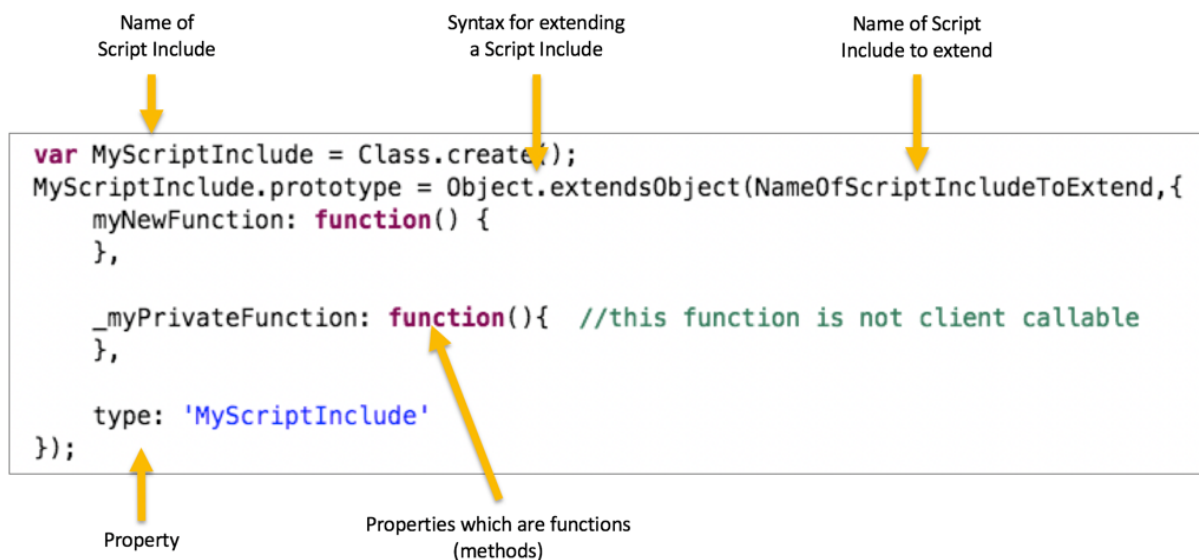 Name of
Script Include
Syntax for extending
a Script Include
Name of Script
Include to extend
var MyScriptInclude = Class.create();
MyScriptInclude.prototype = Object.extendsObject(NameOfScriptIncludeToExtend,{
    myNewFunction: function() {
    },

    _myPrivateFunction: function(){  //this function is not client callable
    },

    type: 'MyScriptInclude'
});
Property
Properties which are functions
(methods)